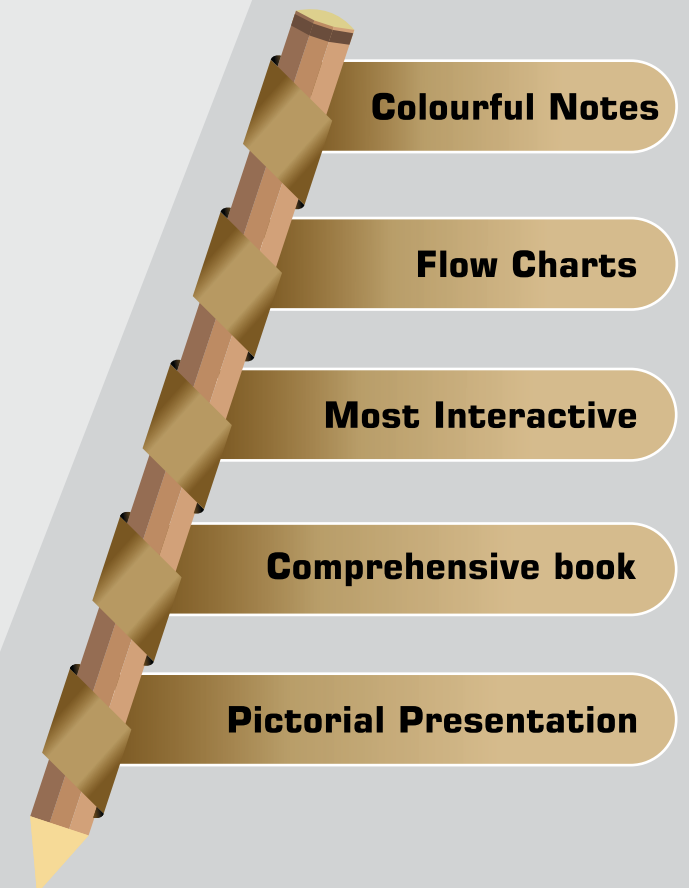 Colourful Notes
Flow Charts
Most Interactive
Comprehensive book
Pictorial Presentation